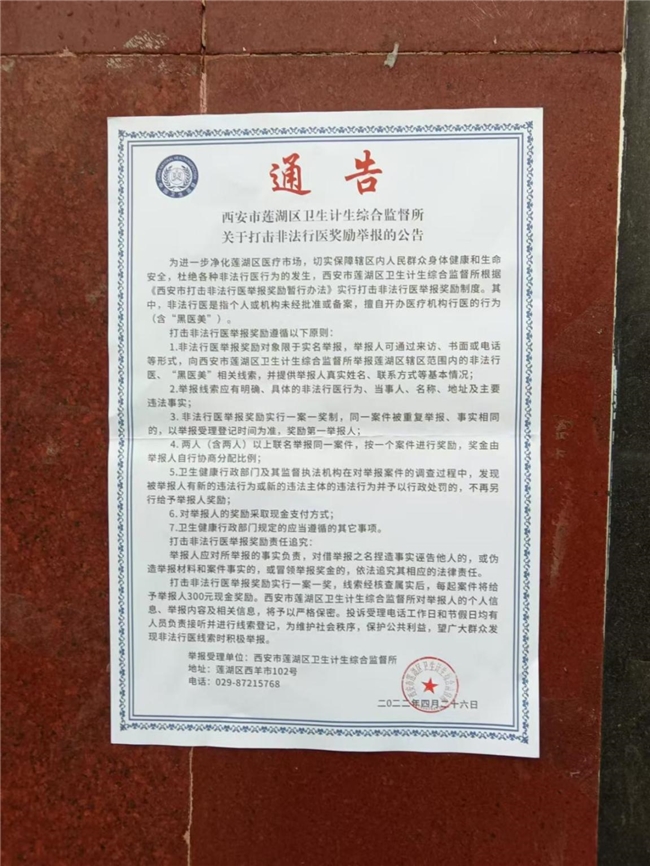 通告
西安市莲湖区卫生计生综合监督所
关于打击非法行医奖励举报的公告
为进一步净化莲湖区医疗市场，切实保障辖区内人民群众身体健康和生命
安全，杜绝各种非法行医行为的发生，西安市莲湖区卫生计生综合监督所根据
《西安市打击非法行医举报奖励暂行办法》实行打击非法行医举报奖励制度。其
中，非法行医是指个人或机构未经批准或备案，擅自开办医疗机构行医的行为
（含“黑医美”）。
打击非法行医举报奖励遵循以下原则：
1.非法行医举报奖励对象限于实名举报，举报人可通过来访、书面或电话
等形式，向西安市莲湖区卫生计生综合监督所举报莲湖区辖区范围内的非法行
医、“黑医美”相关线索，并提供举报人真实姓名、联系方式等基本情况；
2.举报线索应有明确、具体的非法行医行为、当事人、名称、地址及主要
违法事实；
3.非法行医举报奖励实行一案一奖制，同一案件被重复举报、事实相同
的，以举报受理登记时间为准，奖励第一举报人；
4.两人（含两人）以上联名举报同一案件，按一个案件进行奖励，奖金由
举报人自行协商分配比例；
5.卫生健康行政部门及其监督执法机构在对举报案件的调查过程中，发现
被举报人有新的违法行为或新的违法主体的违法行为并予以行政处罚的，不再另
行给予举报人奖励；
6.对举报人的奖励采取现金支付方式；
7.卫生健康行政部门规定的应当遵循的其它事项。
打击非法行医举报奖励责任追究：
举报人应对所举报的事实负责，对借举报之名捏造事实诬告他人的，或伪
造举报材料和案件事实的，或冒领举报奖金的，依法追究其相应的法律责任。
打击非法行医举报奖励实行一案一奖，线索经核查属实后，每起案件将给
予举报人300元现金奖励。西安市莲湖区卫生计生综合监督所对举报人的个人信
息、举报内容及相关信息，将予以严格保密。投诉受理电话工作日和节假日均有
人员负责接听并进行线索登记，为维护社会秩序，保护公共利益，望广大群众发
现非法行医线索时积极举报。
举报受理单位：西安市莲湖区卫生计生综合监督所
地址：莲湖区西羊市102号
电话：029-87215768
二〇二二年四月二十六日